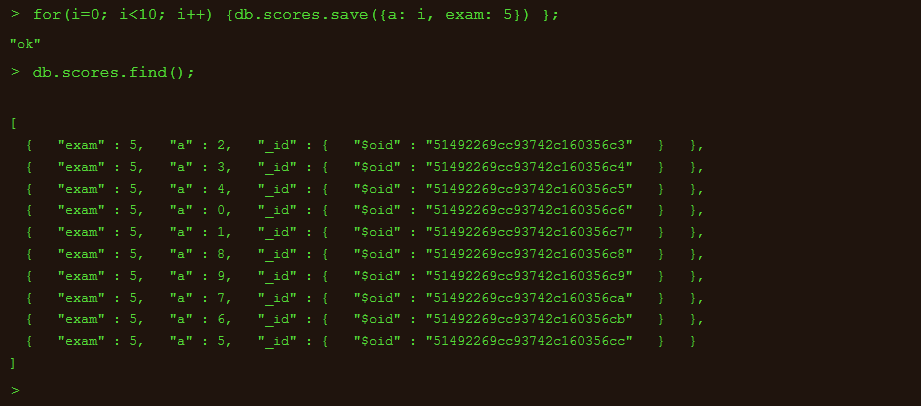 > for(i=0; i<10; i++) {db.scores.save({a: i, exam: 5}) };
"ok"
> db.scores.find();
[
{ "exam" : 5, "a" : 2, "_id" : { "$oid" : "51492269cc93742c160356c3" } },
{ "exam" : 5, "a" : 3, "_id" : { "$oid" : "51492269cc93742c160356c4" } },
{ "exam" : 5, "a" : 4, "_id" : { "$oid" : "51492269cc93742c160356c5" } },
{ "exam" : 5, "a" : 0, "_id" : { "$oid" : "51492269cc93742c160356c6" } },
{ "exam" : 5, "a" : 1, "_id" : { "$oid" : "51492269cc93742c160356c7" } },
{ "exam" : 5, "a" : 8, "_id" : { "$oid" : "51492269cc93742c160356c8" } },
{ "exam" : 5, "a" : 9, "_id" : { "$oid" : "51492269cc93742c160356c9" } },
{ "exam" : 5, "a" : 7, "_id" : { "$oid" : "51492269cc93742c160356ca" } },
{ "exam" : 5, "a" : 6, "_id" : { "$oid" : "51492269cc93742c160356cb" } },
{ "exam" : 5, "a" : 5, "_id" : { "$oid" : "51492269cc93742c160356cc" } }
]
>